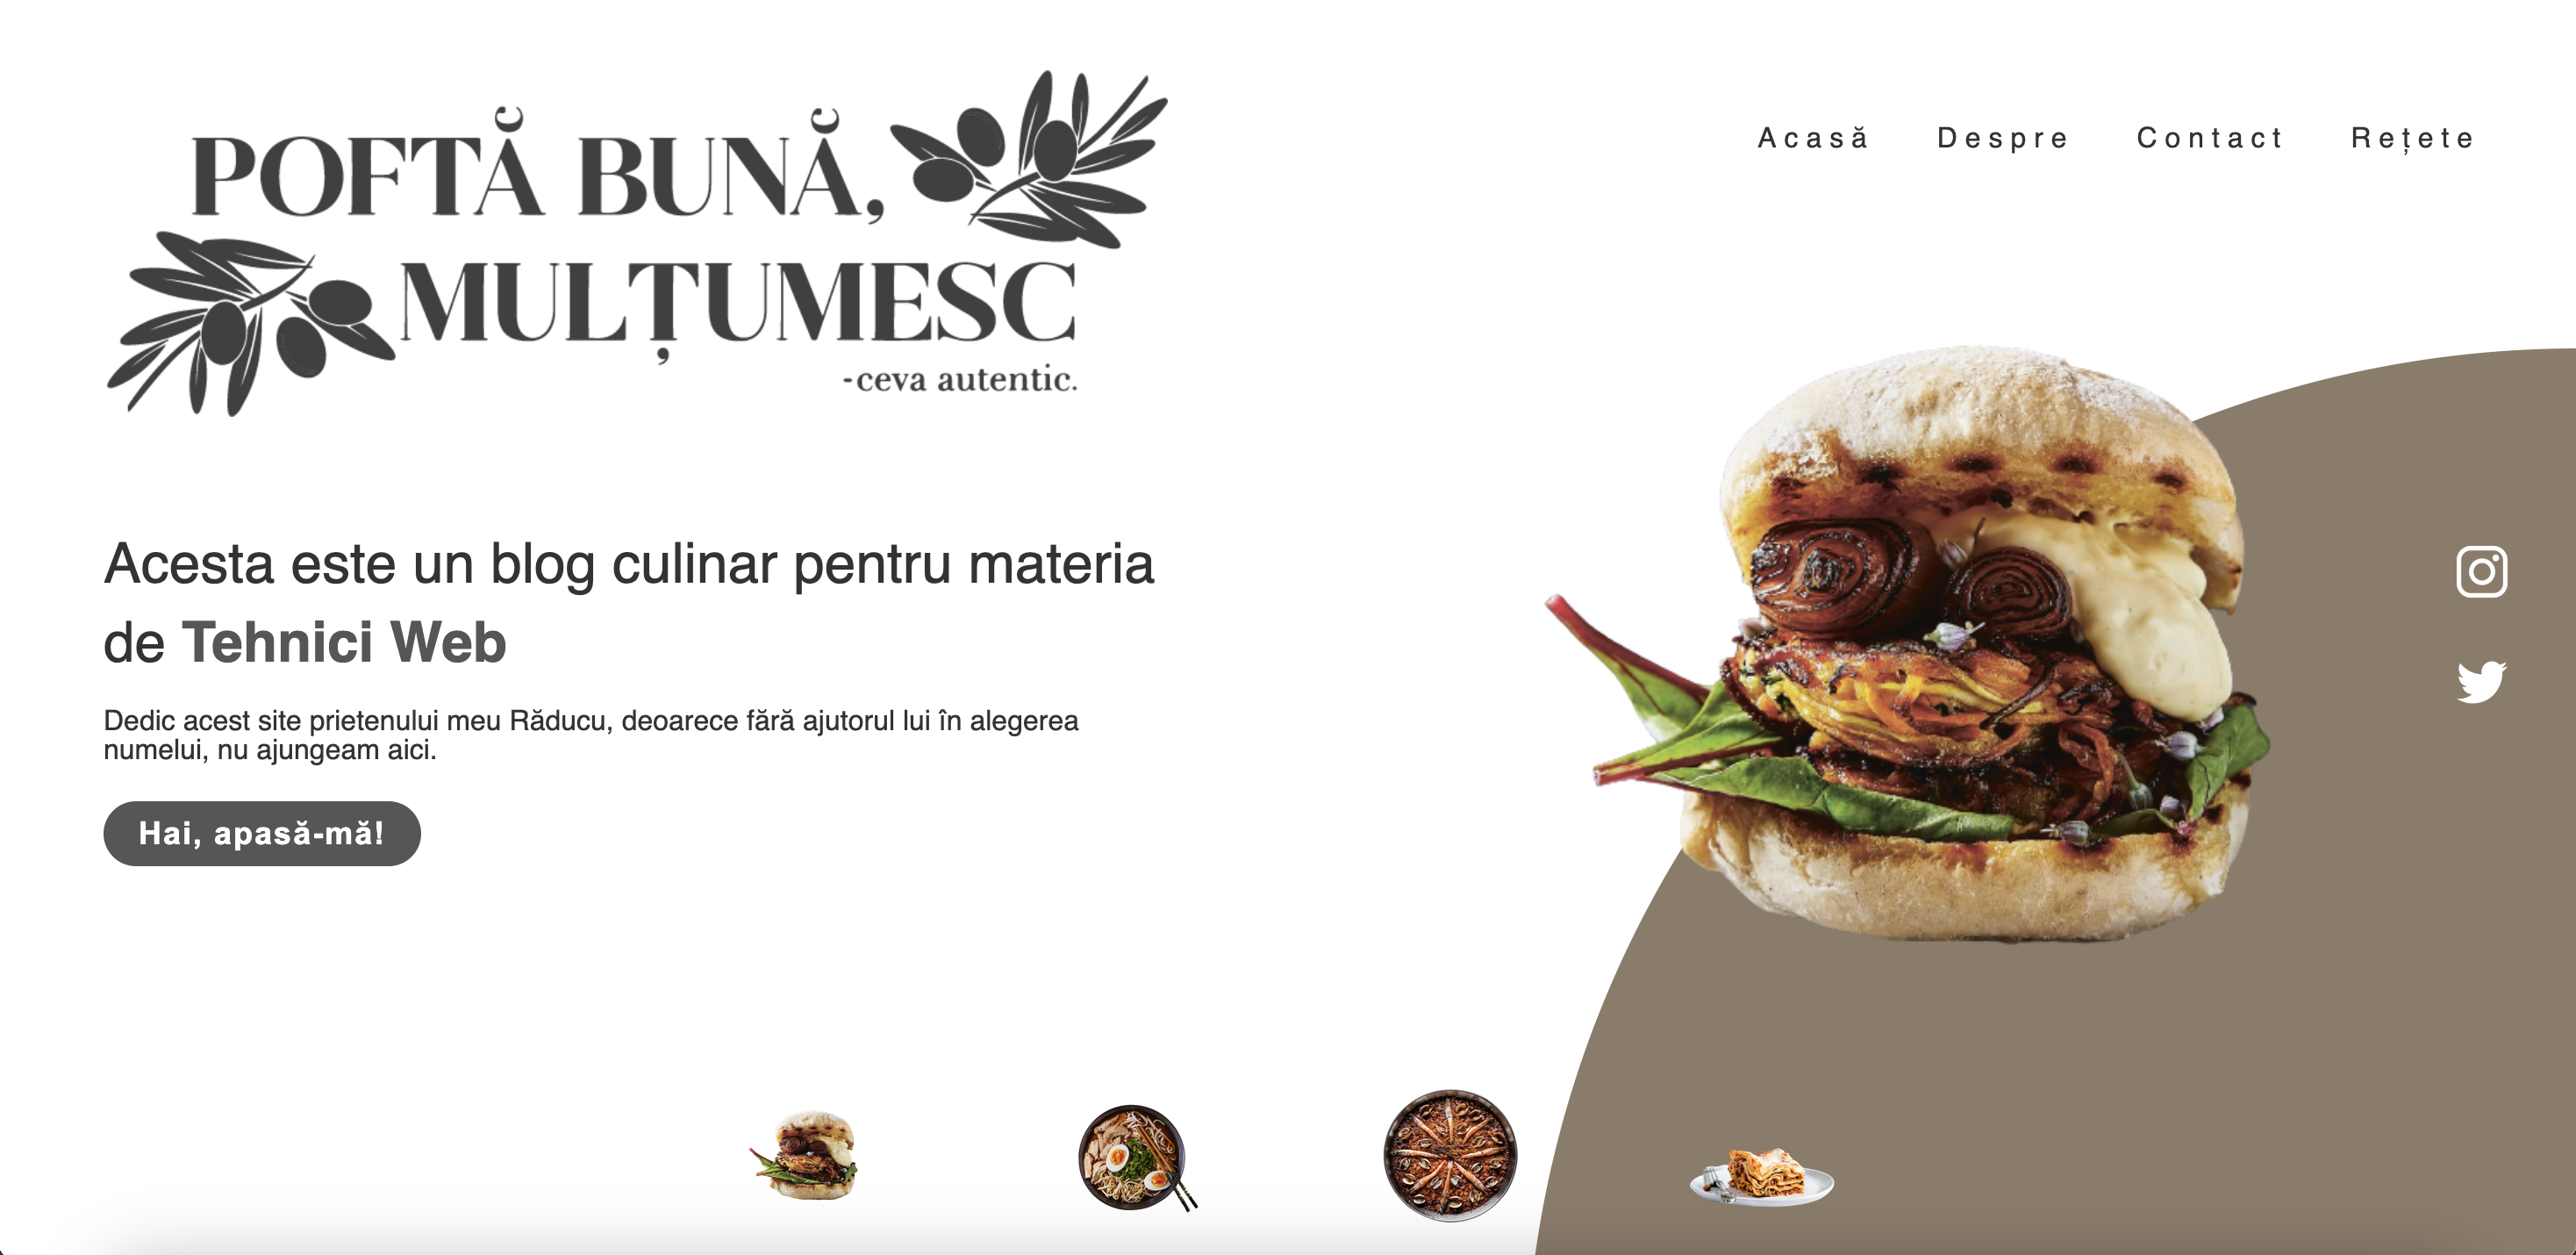 POFTĂ BUNĂ,
MULȚUMESC
-ceva autentic.
Acasă Despre Contact Rețete
Acesta este un blog culinar pentru materia
de Tehnici Web
Dedic acest site prietenului meu Răducu, deoarece fără ajutorul lui în alegerea
numelui, nu ajungeam aici.
Hai, apasă-mă!